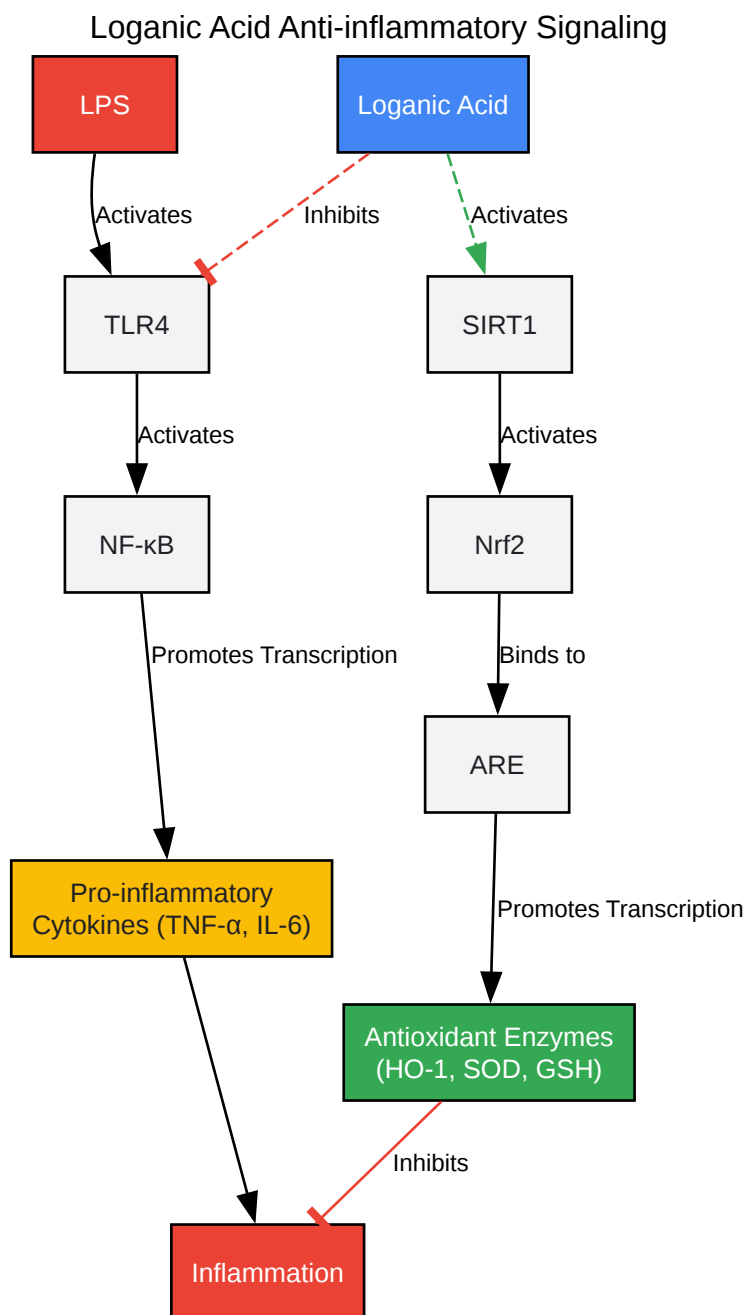 Loganic Acid Anti-inflammatory Signaling
LPS
Loganic Acid
Activates
Inhibits
Activates
TLR4
SIRT1
Activates
Activates
NF-κB
Nrf2
Promotes Transcription
Binds to
ARE
Pro-inflammatory
Cytokines (TNF-α, IL-6)
Promotes Transcription
Antioxidant Enzymes
(HO-1, SOD, GSH)
Inhibits
Inflammation